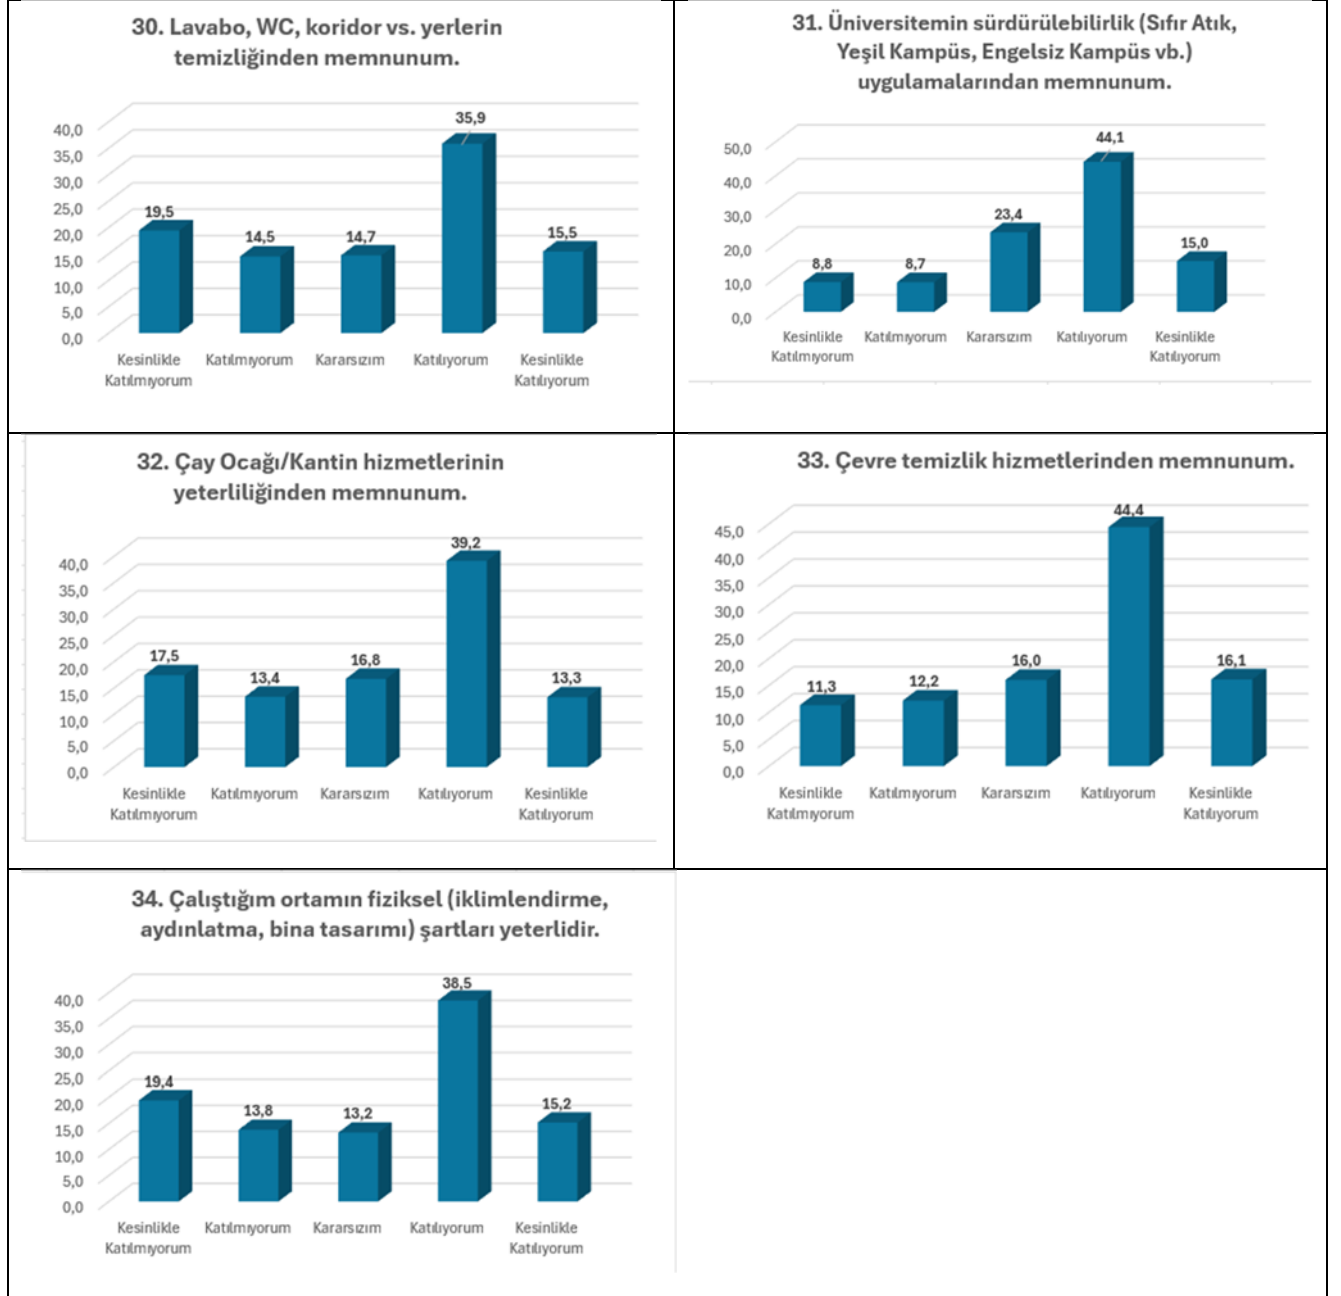 30. Lavabo, WC, koridor vs. yerlerin
temizliğinden memnunum.
40,0
35,0
30,0
25,0
20,0
15,0
10,0
5,0
0,0
19,5
14,5
14,7
35,9
15,5
Kesinlikle
Katılmıyorum
Katılmıyorum
Kararsızım
Katılıyorum
Kesinlikle
Katılıyorum
31. Üniversitemin sürdürülebilirlik (Sıfır Atık,
Yeşil Kampüs, Engelsiz Kampüs vb.)
uygulamalarından memnunum.
50,0
40,0
30,0
20,0
10,0
0,0
8,8
8,7
23,4
44,1
15,0
Kesinlikle
Katılmıyorum
Katılmıyorum
Kararsızım
Katılıyorum
Kesinlikle
Katılıyorum
32. Çay Ocağı/Kantin hizmetlerinin
yeterliliğinden memnunum.
40,0
35,0
30,0
25,0
20,0
15,0
10,0
5,0
0,0
17,5
13,4
16,8
39,2
13,3
Kesinlikle
Katılmıyorum
Katılmıyorum
Kararsızım
Katılıyorum
Kesinlikle
Katılıyorum
33. Çevre temizlik hizmetlerinden memnunum.
45,0
40,0
35,0
30,0
25,0
20,0
15,0
10,0
5,0
0,0
11,3
12,2
16,0
44,4
16,1
Kesinlikle
Katılmıyorum
Katılmıyorum
Kararsızım
Katılıyorum
Kesinlikle
Katılıyorum
34. Çalıştığım ortamın fiziksel (iklimlendirme,
aydınlatma, bina tasarımı) şartları yeterlidir.
40,0
35,0
30,0
25,0
20,0
15,0
10,0
5,0
0,0
19,4
13,8
13,2
38,5
15,2
Kesinlikle
Katılmıyorum
Katılmıyorum
Kararsızım
Katılıyorum
Kesinlikle
Katılıyorum